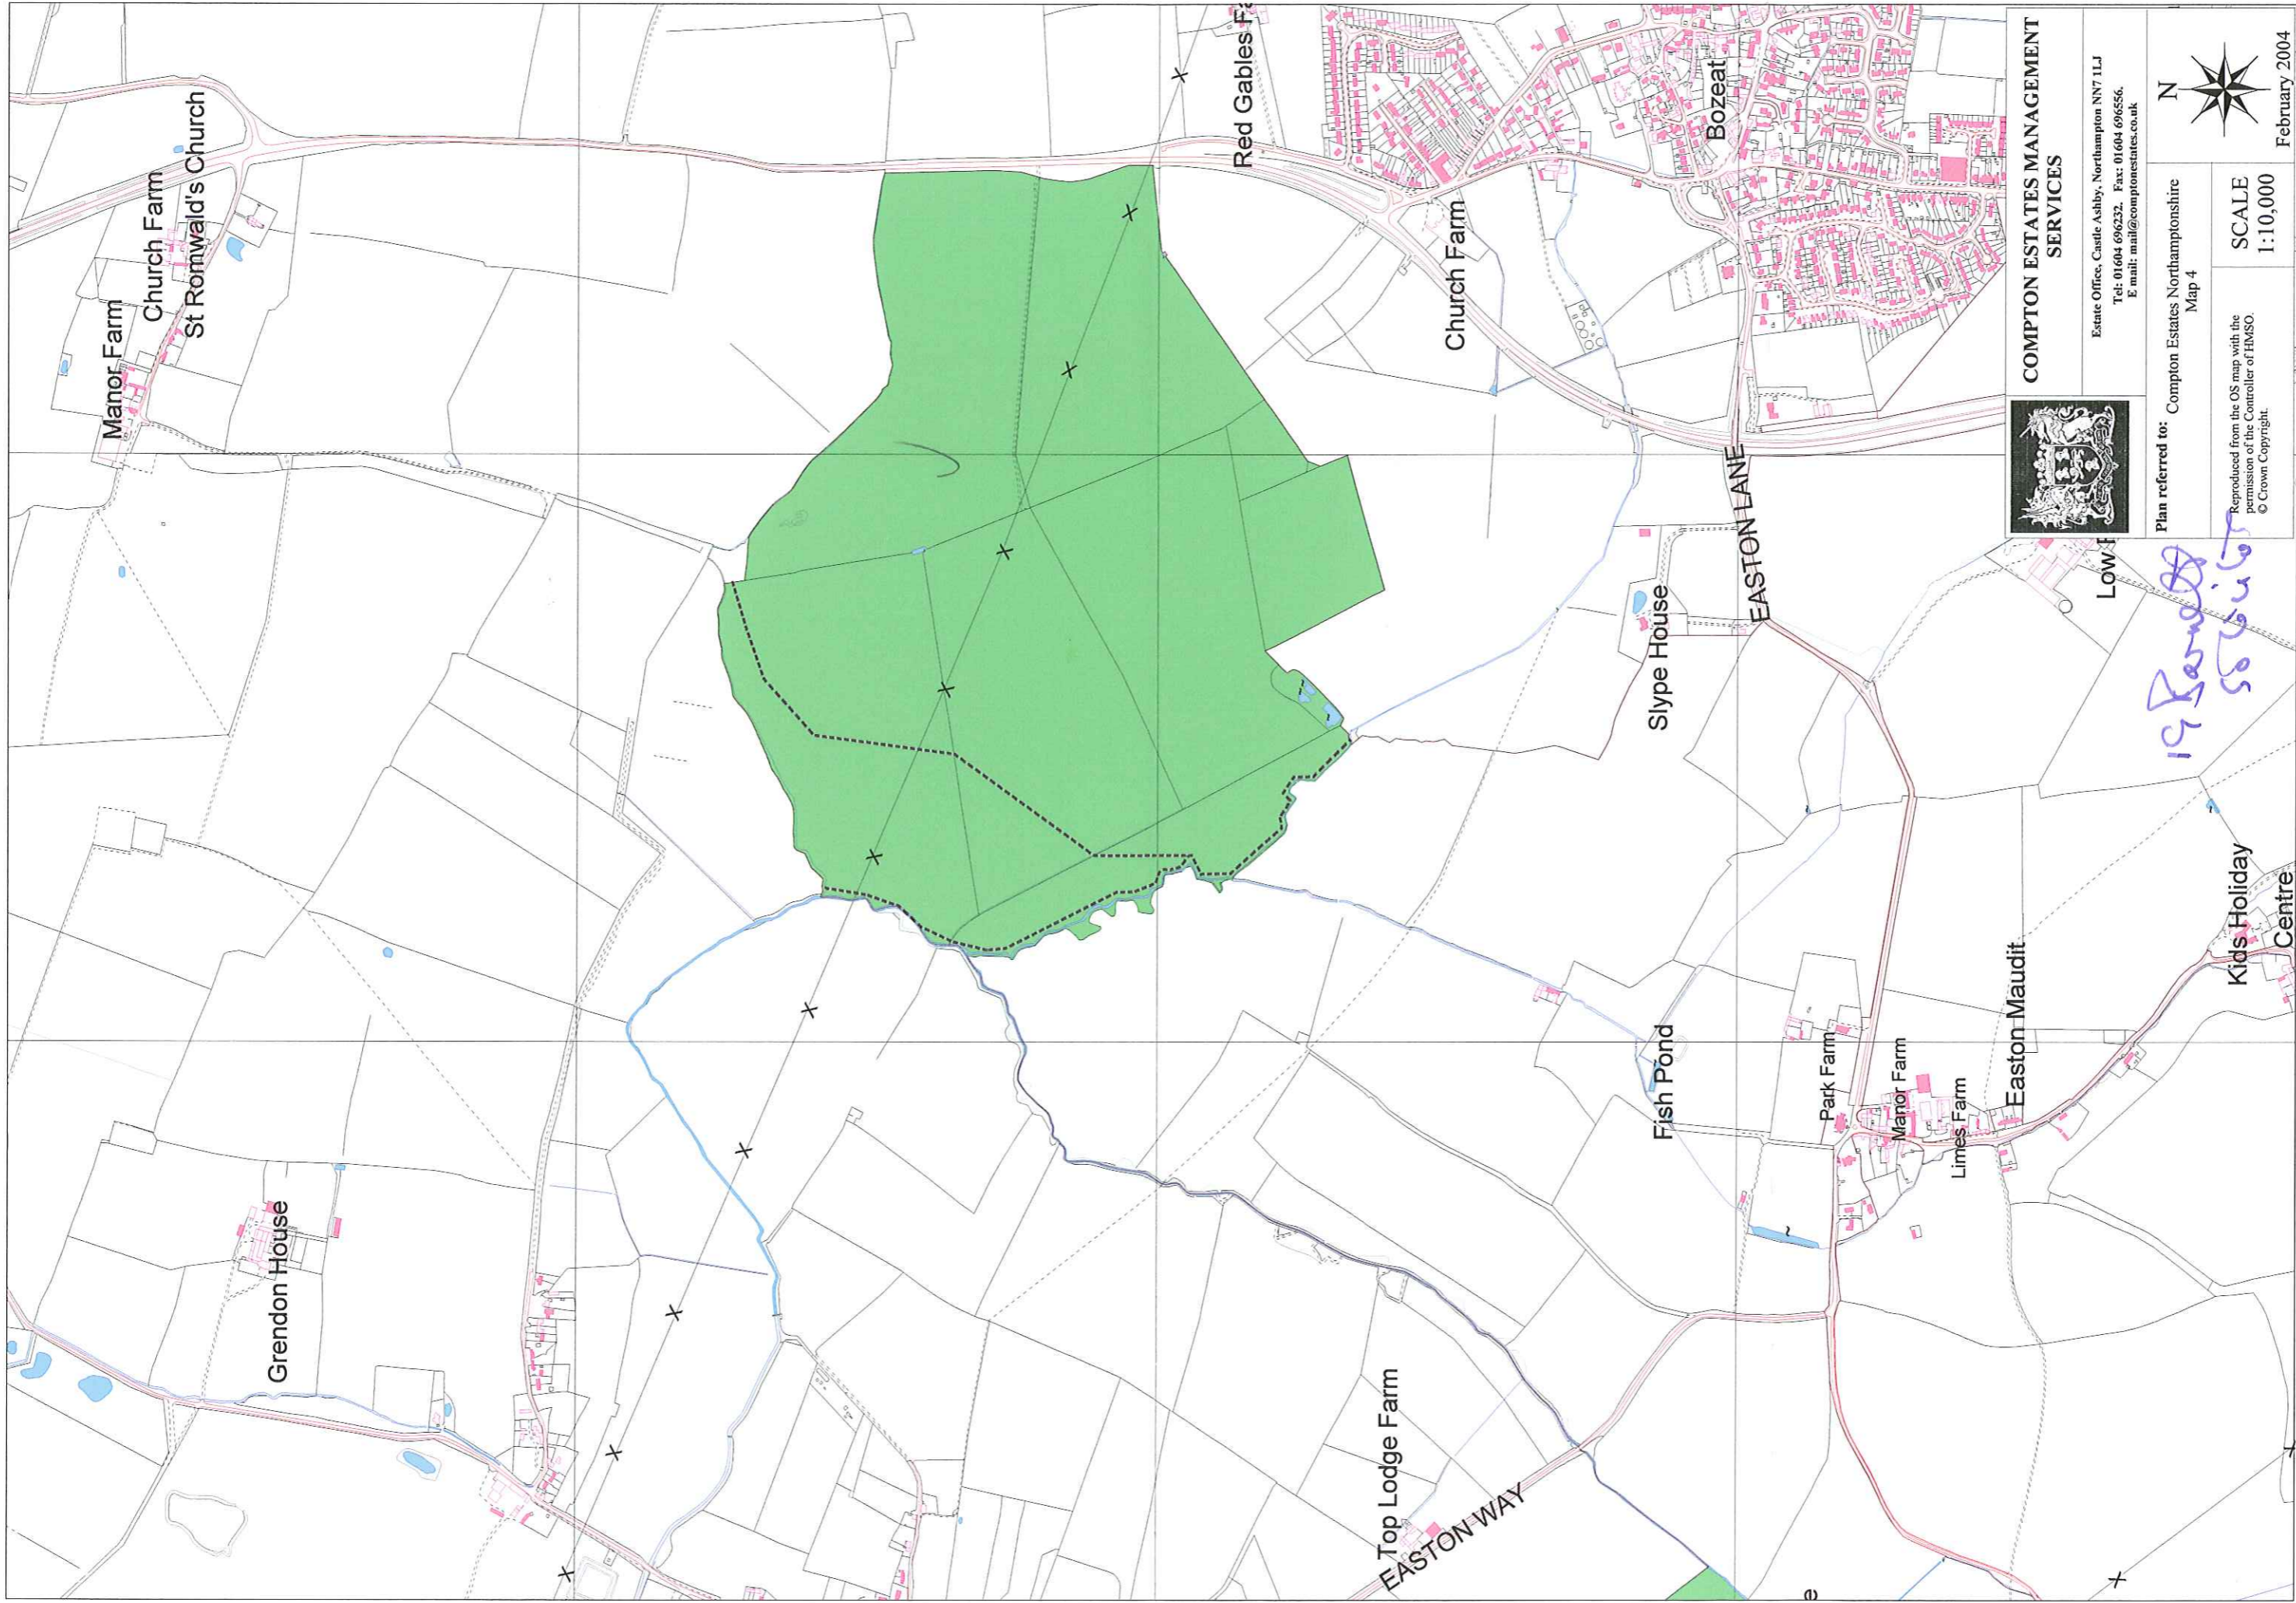 Manor Farm
Church Farm
St Romwald's Church
Grendon House
Red Gables
Bozeat
Church Farm
EASTON LANE
Slype House
Low
Fish Pond
Park Farm
Manor Farm
Limes Farm
Easton Maudit
Kids Holiday
Centre
Top Lodge Farm
EASTON WAY
e
COMPTON ESTATES MANAGEMENT
SERVICES
Estate Office, Castle Ashby, Northampton NN7 1LJ
Tel: 01604 696232. Fax: 01604 696556.
E mail: mail@comptonestates.co.uk
Plan referred to:
Compton Estates Northamptonshire
Map 4
N
Reproduced from the OS map with the
permission of the Controller of HMSO.
© Crown Copyright.
SCALE
1:10,000
February 2004